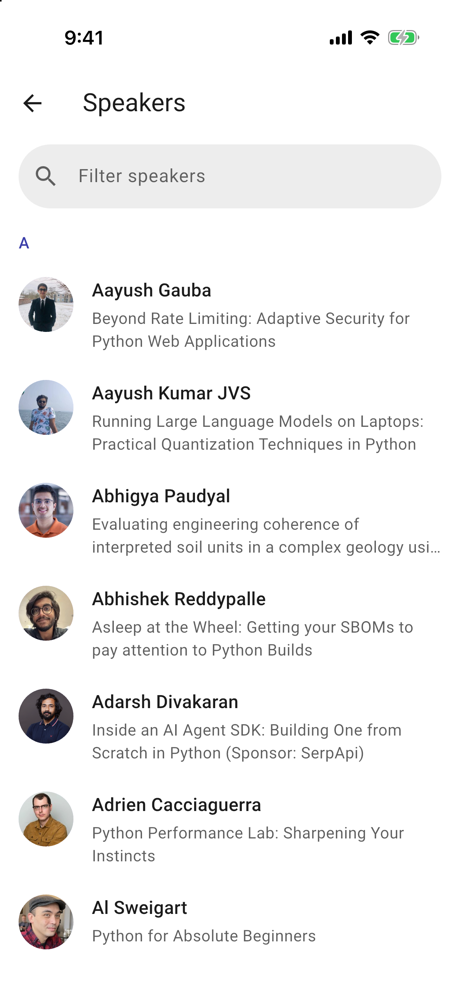 9:41
Speakers
Filter speakers
A
Aayush Gauba
Beyond Rate Limiting: Adaptive Security for
Python Web Applications
Aayush Kumar JVS
Running Large Language Models on Laptops:
Practical Quantization Techniques in Python
Abhigya Paudyal
Evaluating engineering coherence of
interpreted soil units in a complex geology usi…
Abhishek Reddypalle
Asleep at the Wheel: Getting your SBOMs to
pay attention to Python Builds
Adarsh Divakaran
Inside an AI Agent SDK: Building One from
Scratch in Python (Sponsor: SerpApi)
Adrien Cacciaguerra
Python Performance Lab: Sharpening Your
Instincts
Al Sweigart
Python for Absolute Beginners